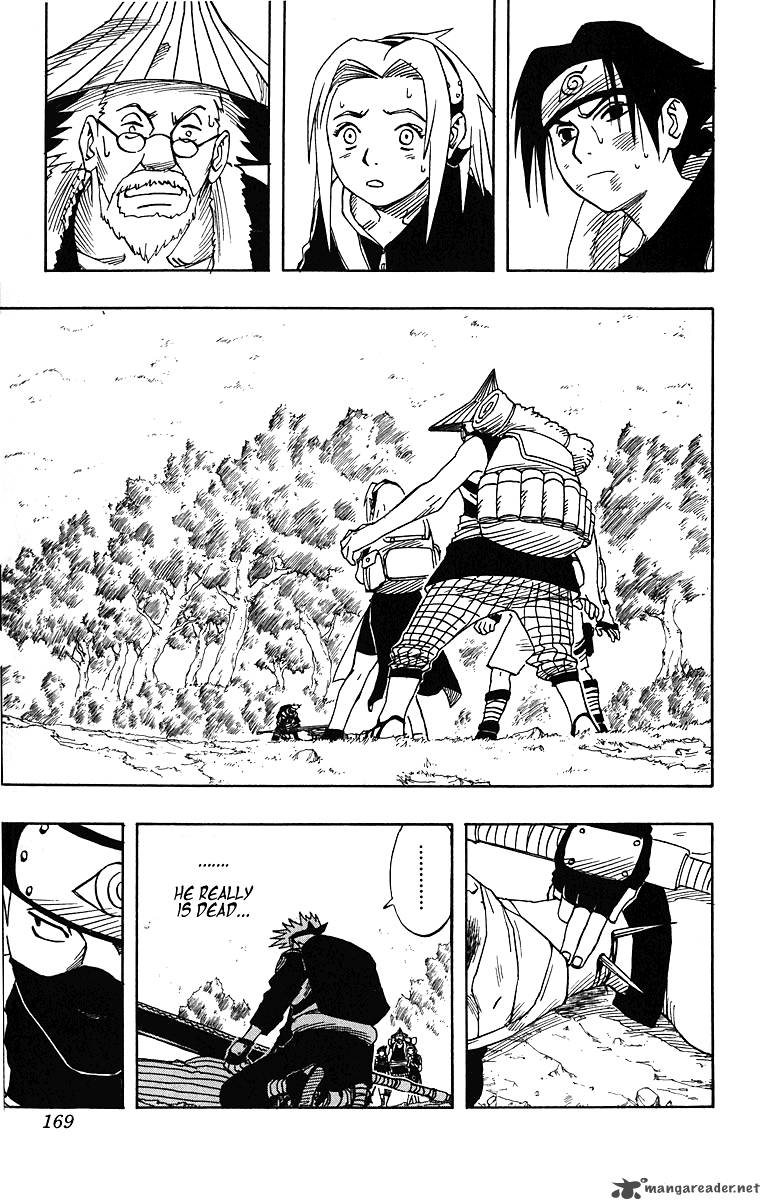 ........
.......
HE REALLY
IS DEAD...
169
mangareader.net